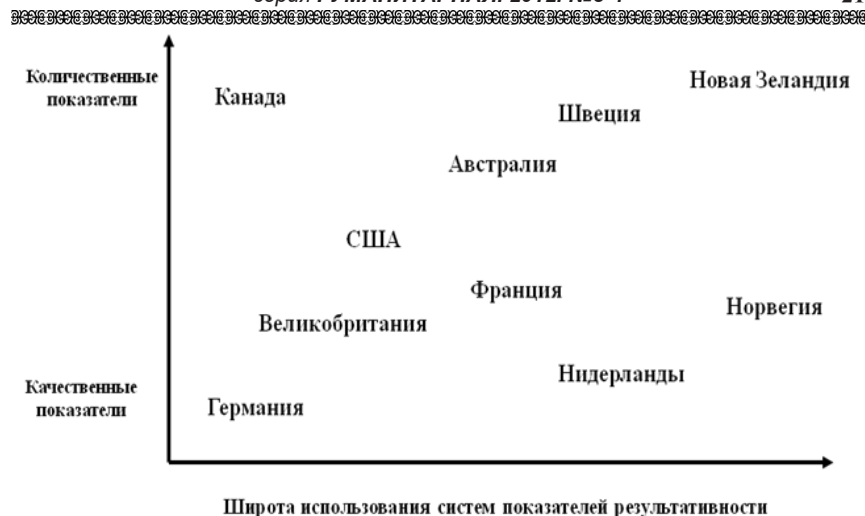 Количественные
показатели
Канада
Новая Зеландия
Швеция
Австралия
США
Франция
Норвегия
Великобритания
Нидерланды
Качественные
показатели
Германия
Широта использования систем показателей результативности